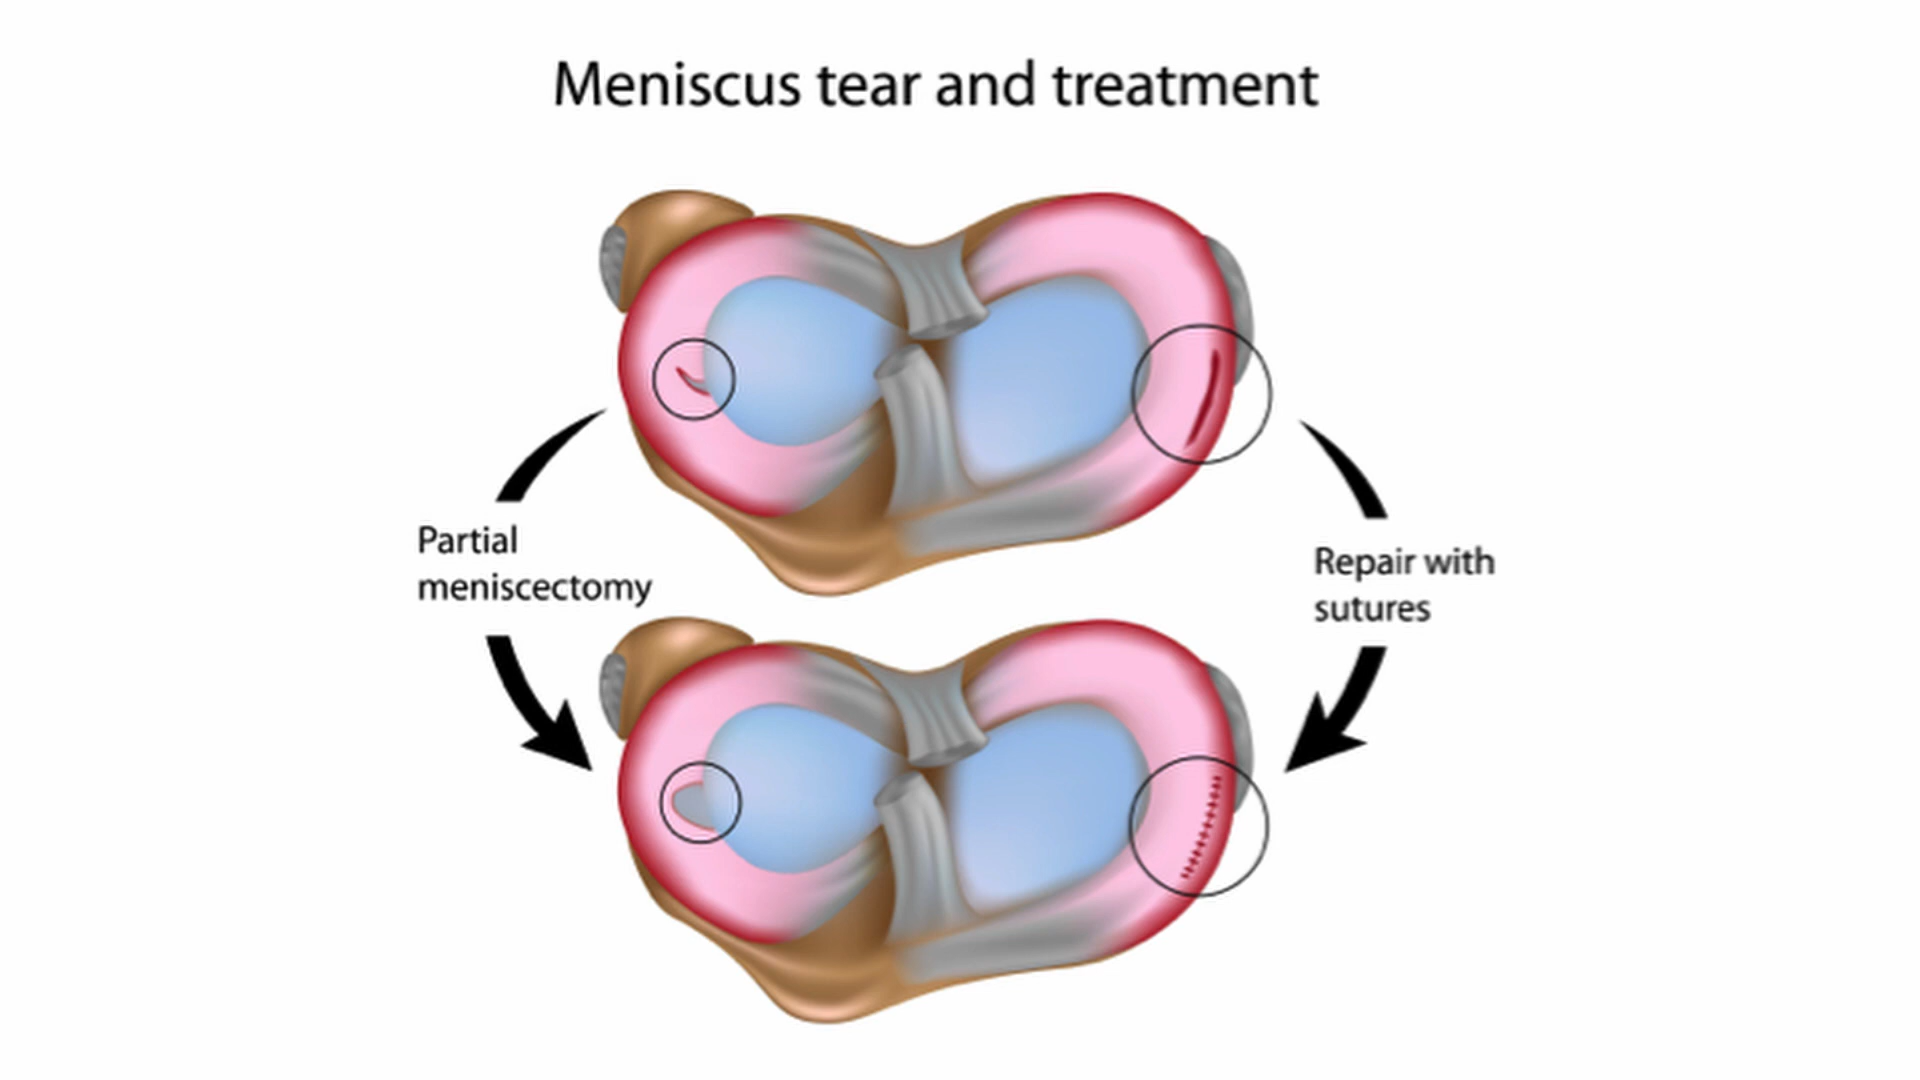 Meniscus tear and treatment
Partial
meniscectomy
Repair with
sutures